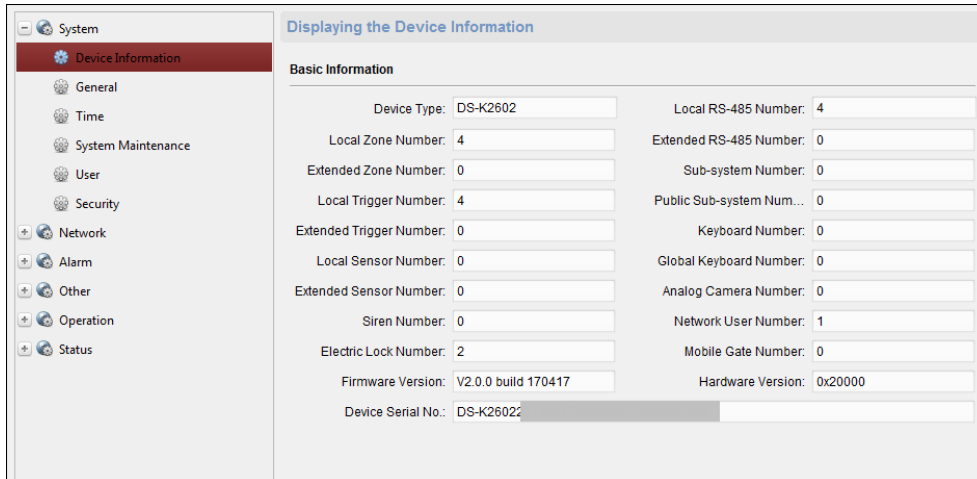 System
Device Information
General
Time
System Maintenance
User
Security
Network
Alarm
Other
Operation
Status
Displaying the Device Information
Basic Information
Device Type: DS-K2602 Local RS-485 Number: 4
Local Zone Number: 4 Extended RS-485 Number: 0
Extended Zone Number: 0 Sub-system Number: 0
Local Trigger Number: 4 Public Sub-system Num... 0
Extended Trigger Number: 0 Keyboard Number: 0
Local Sensor Number: 0 Global Keyboard Number: 0
Extended Sensor Number: 0 Analog Camera Number: 0
Siren Number: 0 Network User Number: 1
Electric Lock Number: 2 Mobile Gate Number: 0
Firmware Version: V2.0.0 build 170417 Hardware Version: 0x20000
Device Serial No.: DS-K26022